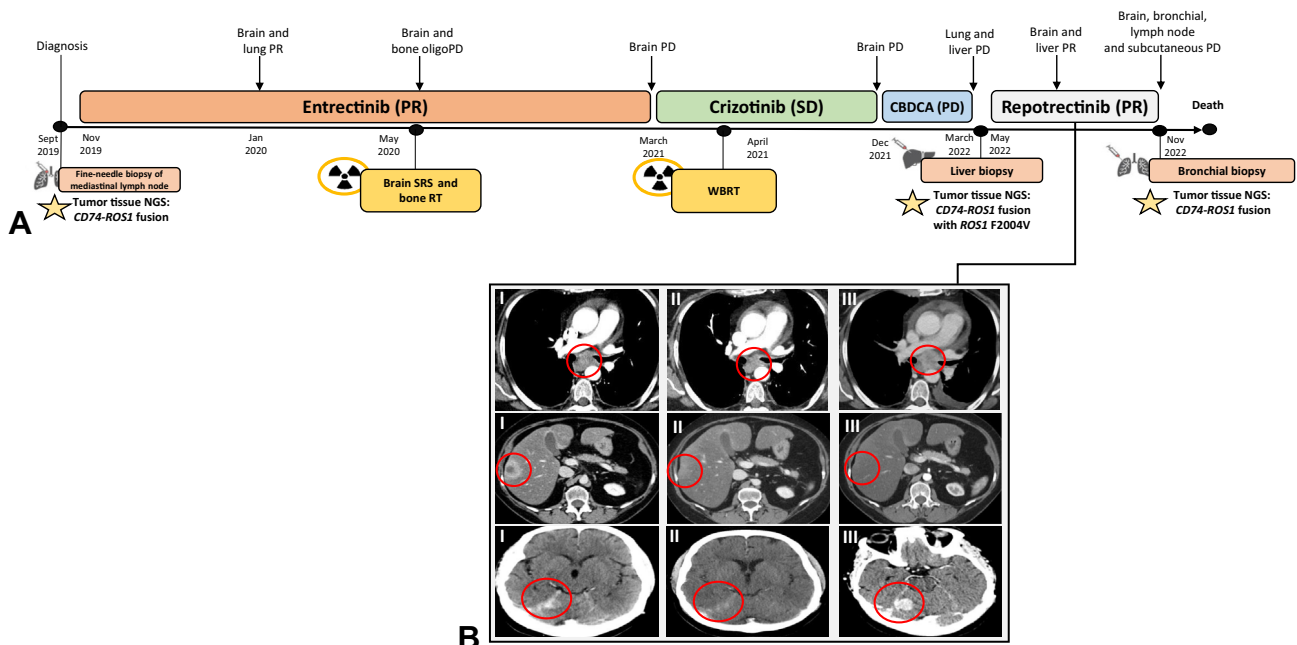 Diagnosis
Brain and
lung PR
Brain and
bone oligoPD
Brain PD
Brain PD
Lung and
liver PD
Brain and
liver PR
Brain, bronchial,
lymph node
and subcutaneous PD
Entrectinib (PR)
Crizotinib (SD)
CBDCA (PD)
Repotrectinib (PR)
Death
Sept
2019
Nov
2019
Jan
2020
May
2020
March
2021
April
2021
Dec
2021
March
2022
May
2022
Nov
2022
Fine-needle biopsy of
mediastinal lymph node
Tumor tissue NGS:
CD74-ROS1 fusion
Brain SRS and
bone RT
WBRT
Liver biopsy
Tumor tissue NGS:
CD74-ROS1 fusion
with ROS1 F2004V
Bronchial biopsy
Tumor tissue NGS:
CD74-ROS1 fusion
A
I
II
III
I
II
III
I
II
III
B